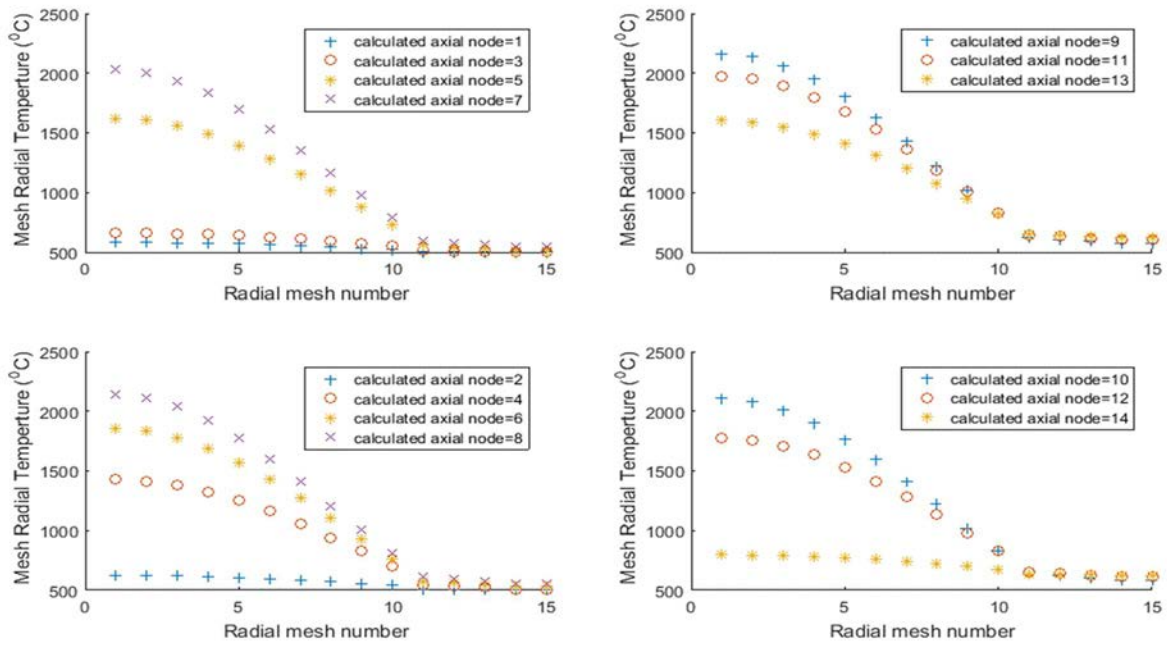 2500
2000
1500
1000
500
0
5
10
15
Mesh Radial Temperture (⁰C)
Radial mesh number
calculated axial node=1
calculated axial node=3
calculated axial node=5
calculated axial node=7
2500
2000
1500
1000
500
0
5
10
15
Mesh Radial Temperture (⁰C)
Radial mesh number
calculated axial node=9
calculated axial node=11
calculated axial node=13
2500
2000
1500
1000
500
0
5
10
15
Mesh Radial Temperture (⁰C)
Radial mesh number
calculated axial node=2
calculated axial node=4
calculated axial node=6
calculated axial node=8
2500
2000
1500
1000
500
0
5
10
15
Mesh Radial Temperture (⁰C)
Radial mesh number
calculated axial node=10
calculated axial node=12
calculated axial node=14